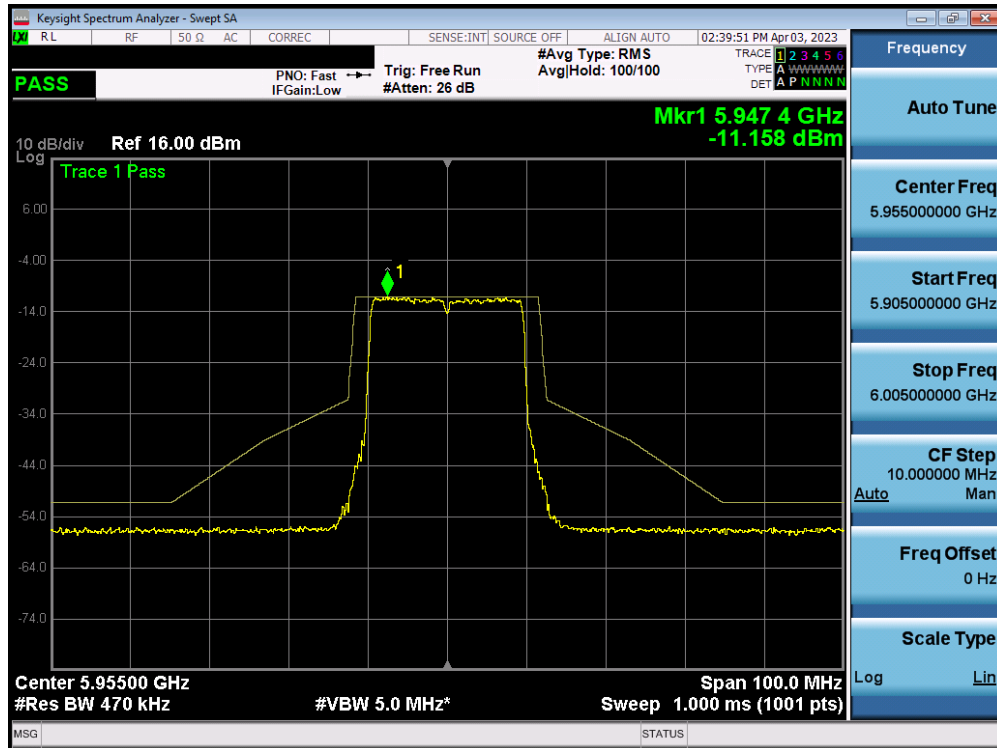 Keysight Spectrum Analyzer - Swept SA
LXI RL RF 50 Ω AC CORREC SENSE:INT SOURCE OFF ALIGN AUTO 02:39:51 PM Apr 03, 2023
PASS
PNO: Fast
IFGain:Low
Trig: Free Run
#Atten: 26 dB
#Avg Type: RMS
Avg|Hold: 100/100
TRACE 1 2 3 4 5 6
TYPE A WWWWW
DET A P N N N N
Mkr1 5.947 4 GHz
-11.158 dBm
10 dB/div Ref 16.00 dBm
Log
Trace 1 Pass
1
6.00
-4.00
-14.0
-24.0
-34.0
-44.0
-54.0
-64.0
-74.0
Center 5.95500 GHz
Span 100.0 MHz
#Res BW 470 kHz
#VBW 5.0 MHz*
Sweep 1.000 ms (1001 pts)
MSG
STATUS
Frequency
Auto Tune
Center Freq
5.955000000 GHz
Start Freq
5.905000000 GHz
Stop Freq
6.005000000 GHz
CF Step
10.000000 MHz
Auto Man
Freq Offset
0 Hz
Scale Type
Log Lin